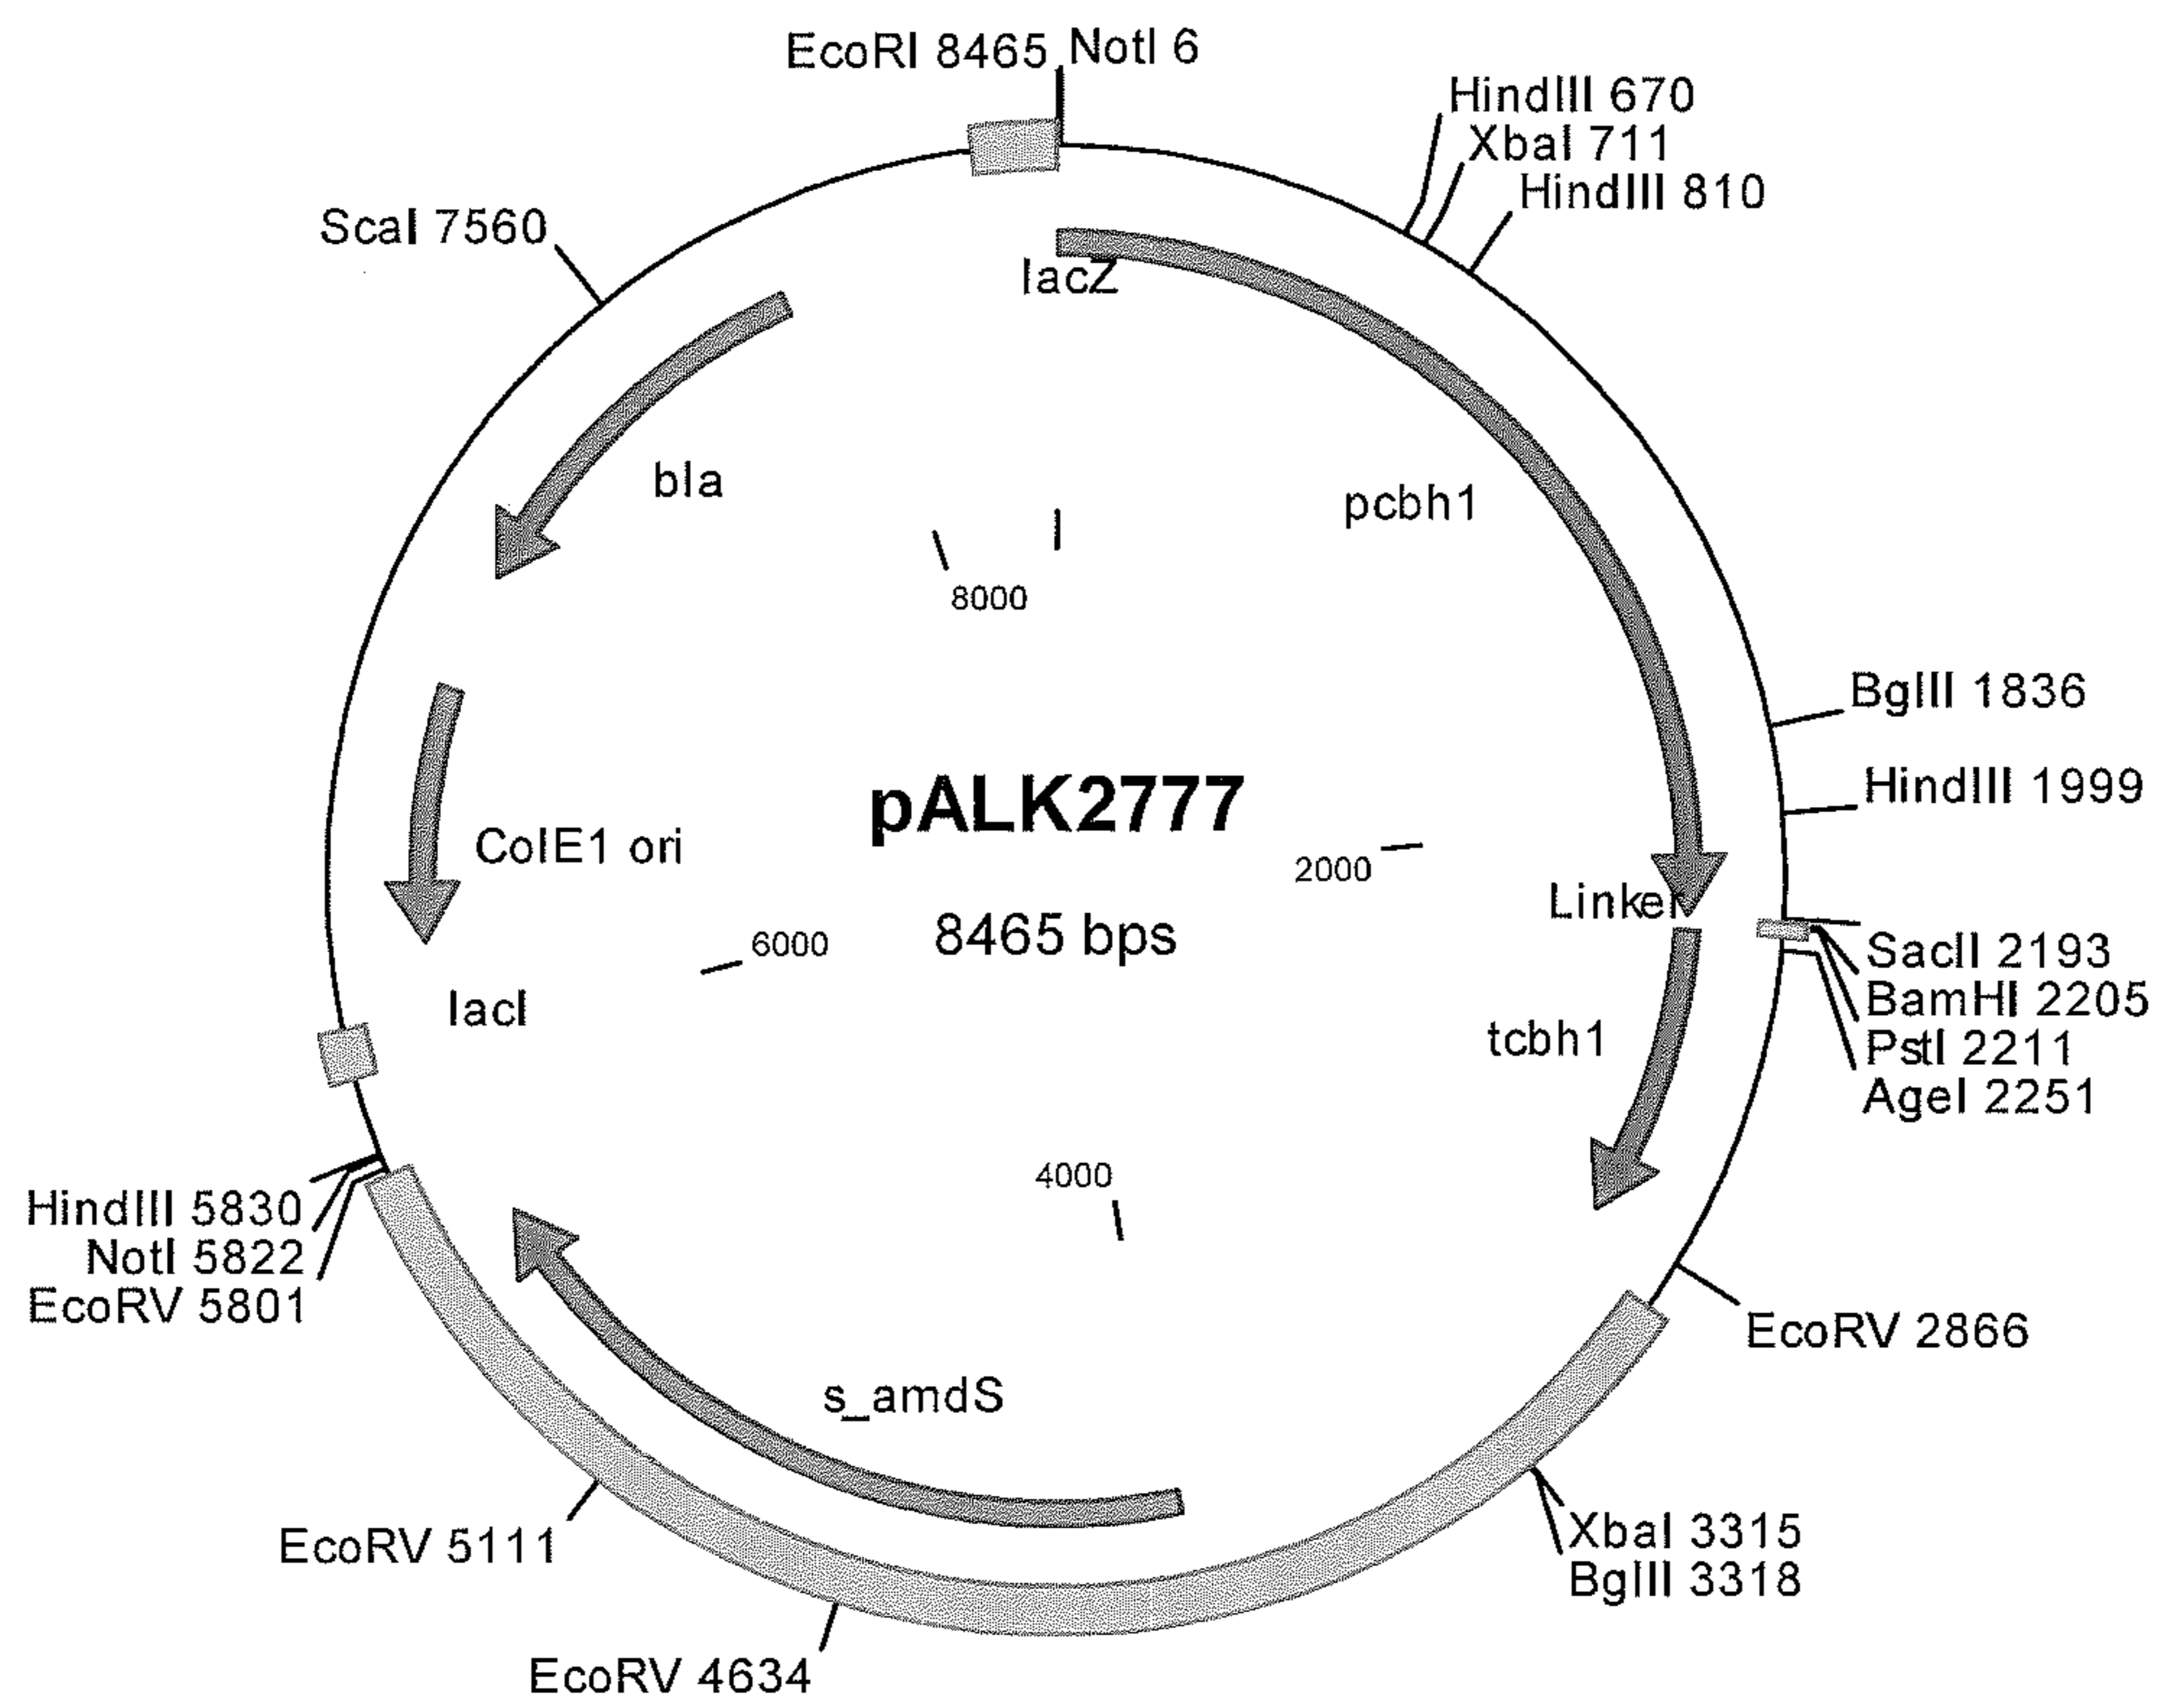 EcoRI 8465 NotI 6
HindIII 670
XbaI 711
HindIII 810
ScaI 7560
lacZ
bla
pcbh1
8000
BglII 1836
HindIII 1999
pALK2777
8465 bps
2000
ColE1 ori
Linker
6000
SacII 2193
BamHI 2205
PstI 2211
AgeI 2251
lacI
tcbh1
4000
HindIII 5830
NotI 5822
EcoRV 5801
EcoRV 2866
s_amdS
XbaI 3315
BglII 3318
EcoRV 5111
EcoRV 4634